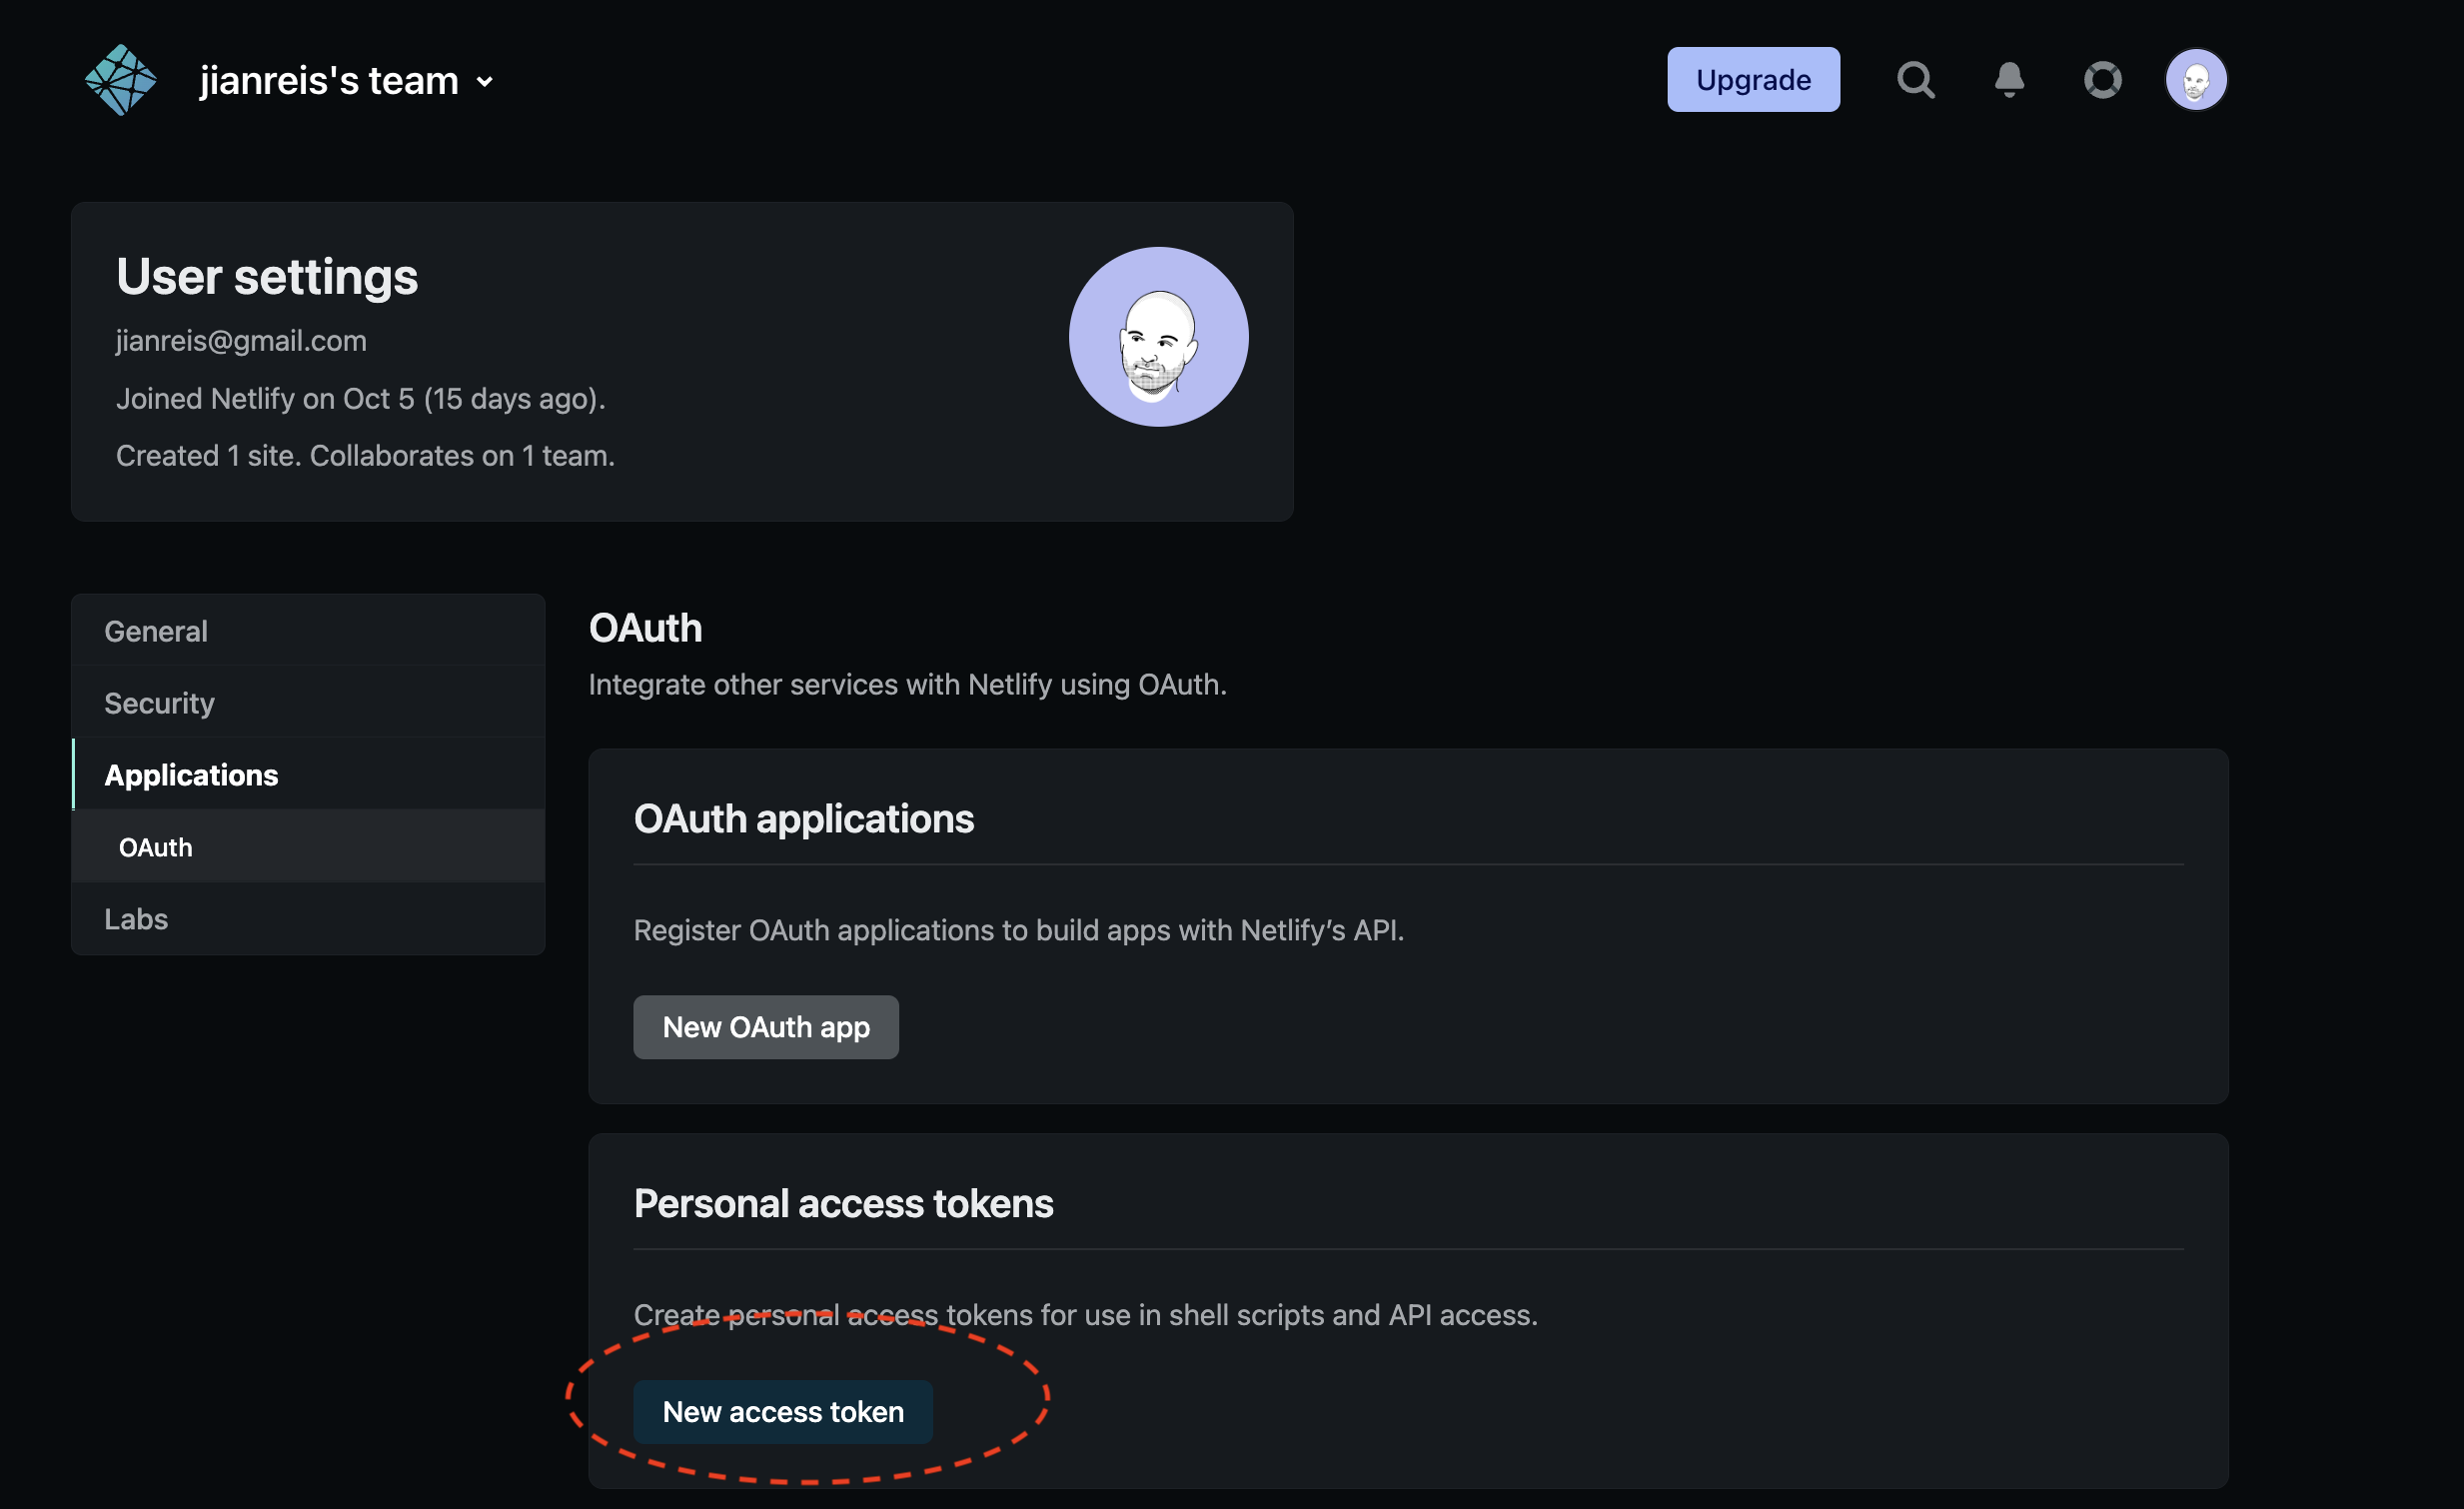 jianreis's team
Upgrade
User settings
jianreis@gmail.com
Joined Netlify on Oct 5 (15 days ago).
Created 1 site. Collaborates on 1 team.
General
Security
Applications
OAuth
Labs
OAuth
Integrate other services with Netlify using OAuth.
OAuth applications
Register OAuth applications to build apps with Netlify’s API.
New OAuth app
Personal access tokens
Create personal access tokens for use in shell scripts and API access.
New access token